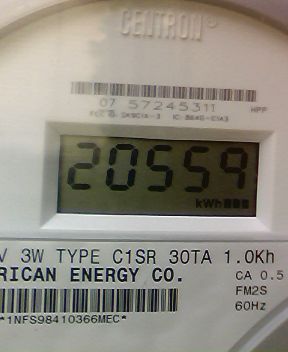 CENTRON®
07 57245311 HPP
20559
kWh
V 3W TYPE C1SR 30TA 1.0Kh
RICAN ENERGY CO. CA 0.5
FM2S
*1NFS98410366MEC* 60Hz